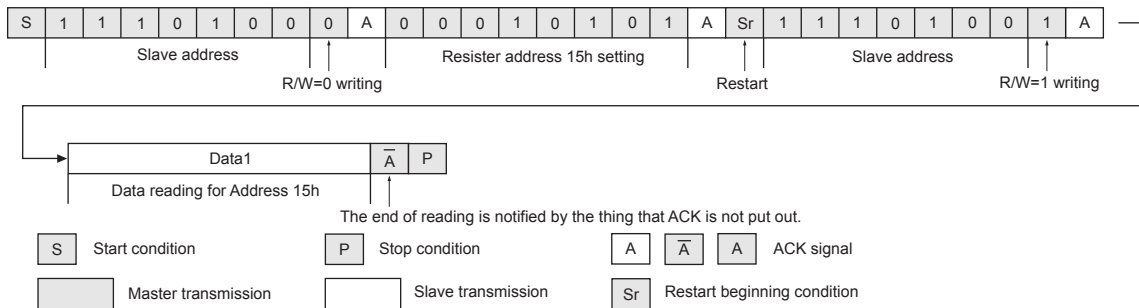 S 1 1 1 0 1 0 0 0 A 0 0 0 1 0 1 0 1 A Sr 1 1 1 0 1 0 0 1 A
Slave address Resister address 15h setting Slave address
R/W=0 writing Restart R/W=1 writing
Data1 A P
Data reading for Address 15h
The end of reading is notified by the thing that ACK is not put out.
S Start condition P Stop condition A A A ACK signal
Master transmission Slave transmission Sr Restart beginning condition